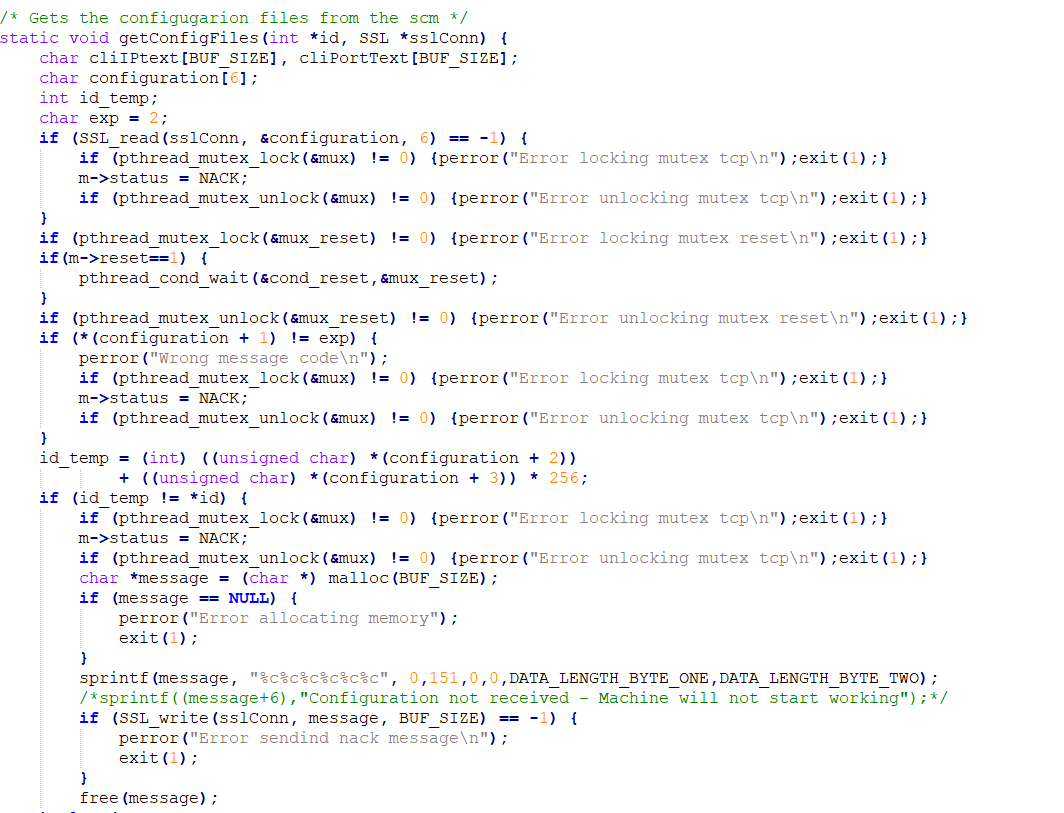 /* Gets the configugarion files from the scm */
static void getConfigFiles(int *id, SSL *sslConn) {
    char cliIPtext[BUF_SIZE], cliPortText[BUF_SIZE];
    char configuration[6];
    int id_temp;
    char exp = 2;
    if (SSL_read(sslConn, &configuration, 6) == -1) {
        if (pthread_mutex_lock(&mux) != 0) {perror("Error locking mutex tcp\n");exit(1);}
        m->status = NACK;
        if (pthread_mutex_unlock(&mux) != 0) {perror("Error unlocking mutex tcp\n");exit(1);}
    }
    if (pthread_mutex_lock(&mux_reset) != 0) {perror("Error locking mutex reset\n");exit(1);}
    if(m->reset==1) {
        pthread_cond_wait(&cond_reset,&mux_reset);
    }
    if (pthread_mutex_unlock(&mux_reset) != 0) {perror("Error unlocking mutex reset\n");exit(1);}
    if (*(configuration + 1) != exp) {
        perror("Wrong message code\n");
        if (pthread_mutex_lock(&mux) != 0) {perror("Error locking mutex tcp\n");exit(1);}
        m->status = NACK;
        if (pthread_mutex_unlock(&mux) != 0) {perror("Error unlocking mutex tcp\n");exit(1);}
    }
    id_temp = (int) ((unsigned char) *(configuration + 2))
            + ((unsigned char) *(configuration + 3)) * 256;
    if (id_temp != *id) {
        if (pthread_mutex_lock(&mux) != 0) {perror("Error locking mutex tcp\n");exit(1);}
        m->status = NACK;
        if (pthread_mutex_unlock(&mux) != 0) {perror("Error unlocking mutex tcp\n");exit(1);}
        char *message = (char *) malloc(BUF_SIZE);
        if (message == NULL) {
            perror("Error allocating memory");
            exit(1);
        }
        sprintf(message, "%c%c%c%c%c%c", 0,151,0,0,DATA_LENGTH_BYTE_ONE,DATA_LENGTH_BYTE_TWO);
        /*sprintf((message+6),"Configuration not received - Machine will not start working");*/
        if (SSL_write(sslConn, message, BUF_SIZE) == -1) {
            perror("Error sendind nack message\n");
            exit(1);
        }
        free(message);